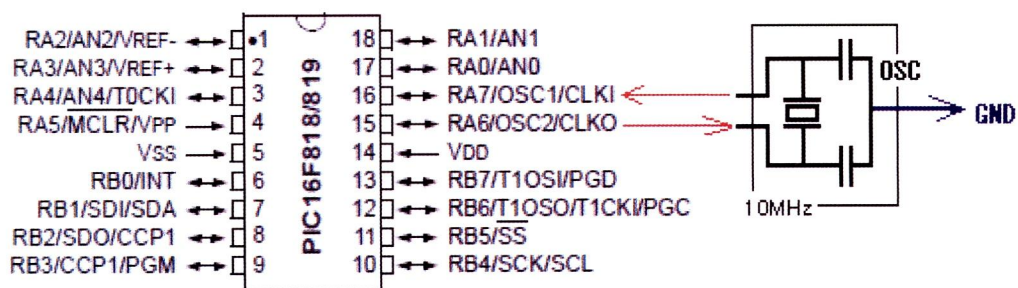 RA2/AN2/VREF- 1 18 RA1/AN1
RA3/AN3/VREF+ 2 17 RA0/AN0
RA4/AN4/T0CKI 3 16 RA7/OSC1/CLKI
RA5/MCLR/VPP 4 15 RA6/OSC2/CLKO
VSS 5 14 VDD
RB0/INT 6 13 RB7/T1OSI/PGD
RB1/SDI/SDA 7 12 RB6/T1OSO/T1CKI/PGC
RB2/SDO/CCP1 8 11 RB5/SS
RB3/CCP1/PGM 9 10 RB4/SCK/SCL
PIC16F818/819
OSC
GND
10MHz